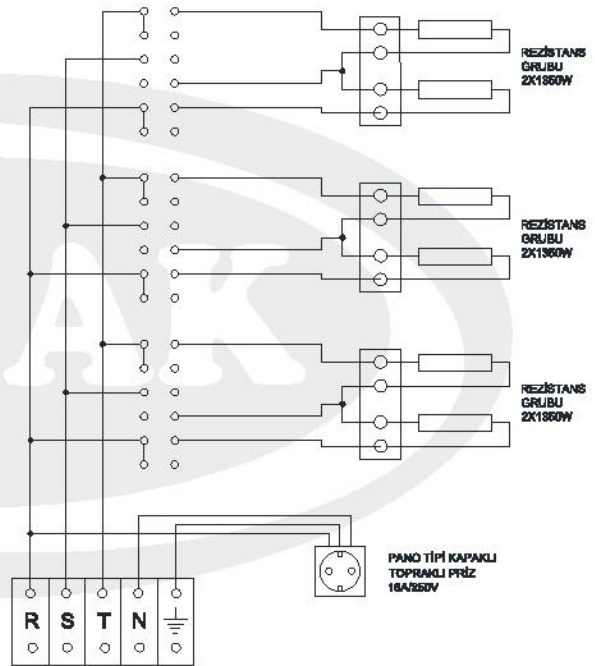 REZİSTANS
GRUBU
2X1350W
REZİSTANS
GRUBU
2X1350W
REZİSTANS
GRUBU
2X1350W
AK
PANO TİPİ KAPAKLI
TOPRAKLI PRİZ
16A/250V
R S T N